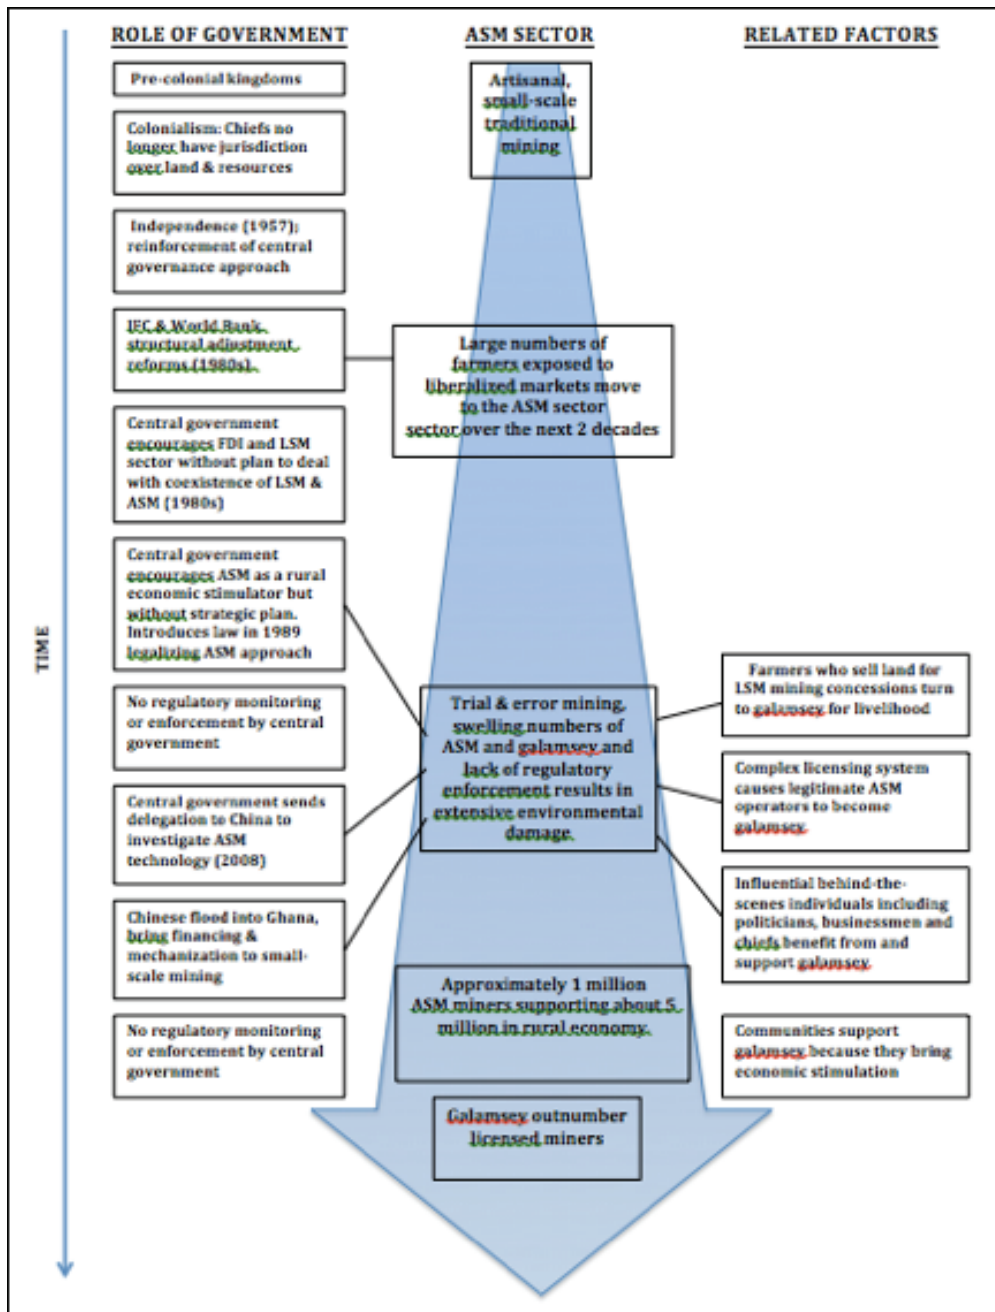 ROLE OF GOVERNMENT
ASM SECTOR
RELATED FACTORS
TIME
Pre-colonial kingdoms
Colonialism: Chiefs no
longer have jurisdiction
over land & resources
Independence (1957);
reinforcement of central
governance approach
IFC & World Bank
structural adjustment
reforms (1980s).
Central government
encourages FDI and LSM
sector without plan to deal
with coexistence of LSM &
ASM (1980s)
Central government
encourages ASM as a rural
economic stimulator but
without strategic plan.
Introduces law in 1989
legalizing ASM approach
No regulatory monitoring
or enforcement by central
government
Central government sends
delegation to China to
investigate ASM
technology (2008)
Chinese flood into Ghana,
bring financing &
mechanization to small-
scale mining
No regulatory monitoring
or enforcement by central
government
Artisanal,
small-scale
traditional
mining
Large numbers of
farmers exposed to
liberalized markets move
to the ASM sector
sector over the next 2 decades
Trial & error mining,
swelling numbers of
ASM and galamsey and
lack of regulatory
enforcement results in
extensive environmental
damage
Approximately 1 million
ASM miners supporting about 5
million in rural economy.
Galamsey outnumber
licensed miners
Farmers who sell land for
LSM mining concessions turn
to galamsey for livelihood
Complex licensing system
causes legitimate ASM
operators to become
galamsey
Influential behind-the-
scenes individuals including
politicians, businessmen and
chiefs benefit from and
support galamsey
Communities support
galamsey because they bring
economic stimulation